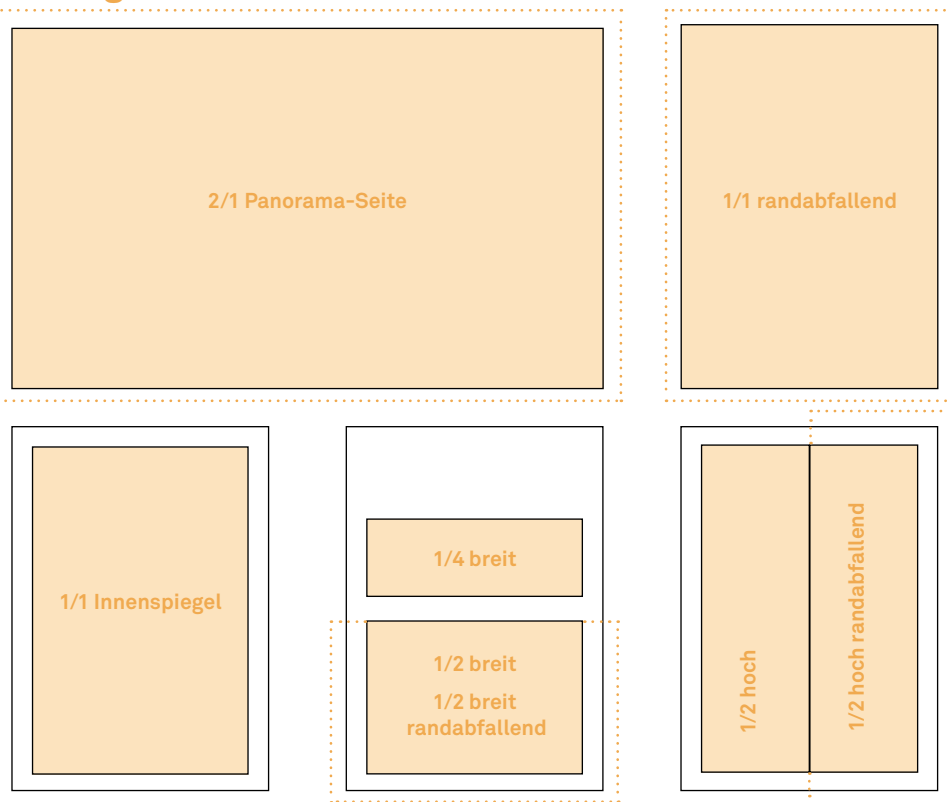 2/1 Panorama-Seite
1/1 randabfallend
1/1 Innenspiegel
1/4 breit
1/2 breit
1/2 breit
randabfallend
1/2 hoch
1/2 hoch randabfallend